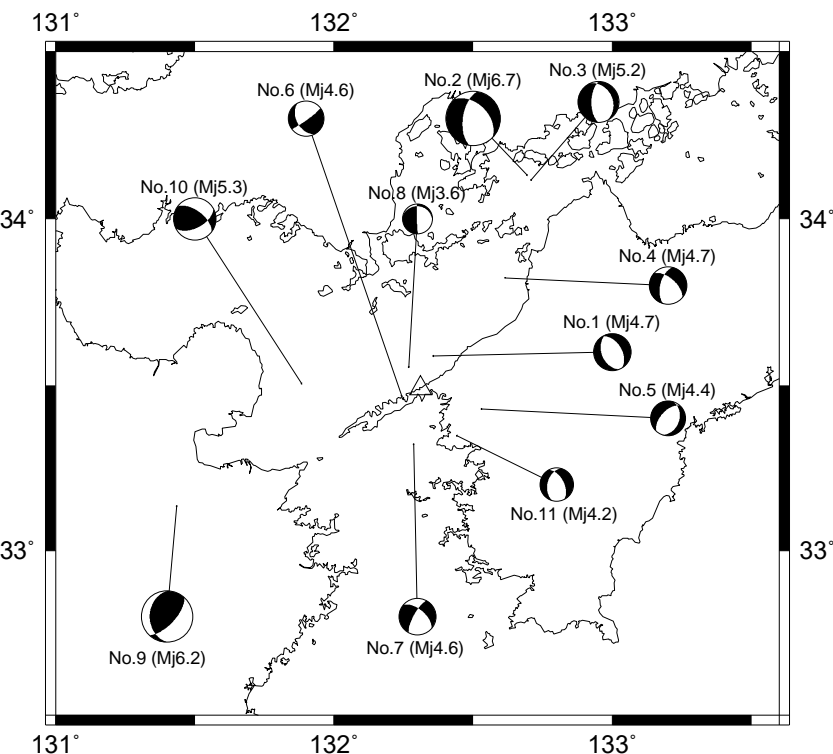 131˚ 132˚ 133˚
No.3 (Mj5.2)
No.2 (Mj6.7)
No.6 (Mj4.6)
No.10 (Mj5.3)
No.8 (Mj3.6)
34˚ 34˚
No.4 (Mj4.7)
No.1 (Mj4.7)
No.5 (Mj4.4)
No.11 (Mj4.2)
33˚ 33˚
No.7 (Mj4.6)
No.9 (Mj6.2)
131˚ 132˚ 133˚